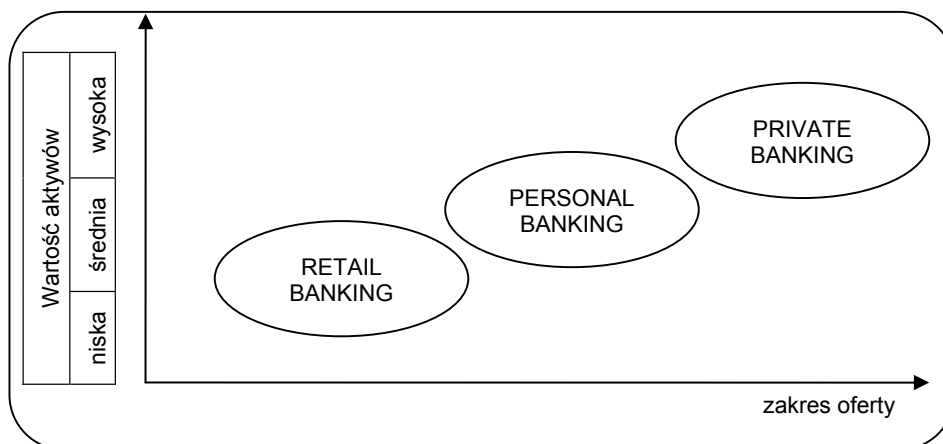 Wartość aktywów
wysoka
średnia
niska
PRIVATE
BANKING
PERSONAL
BANKING
RETAIL
BANKING
zakres oferty